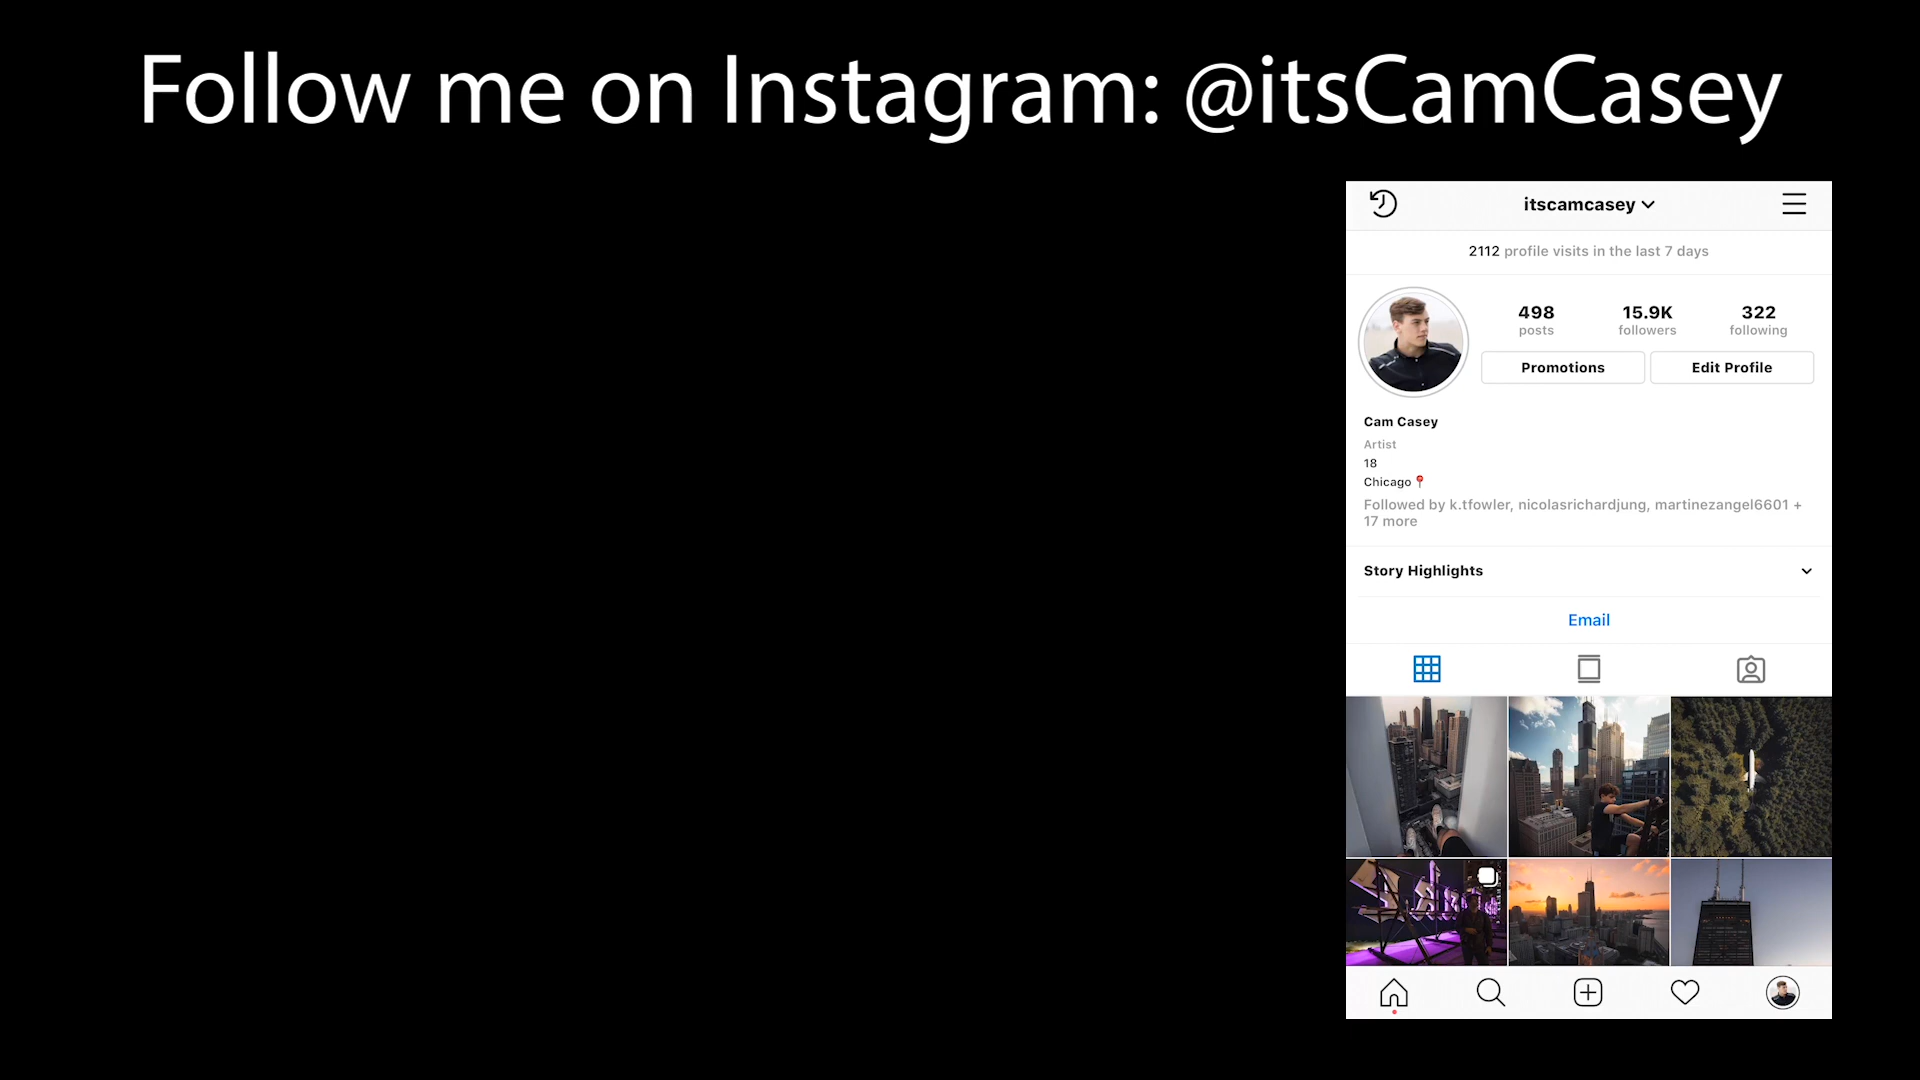 Follow me on Instagram: @itsCamCasey
itscamcasey
2112 profile visits in the last 7 days
498 15.9K 322
posts followers following
Promotions Edit Profile
Cam Casey
Artist
18
Chicago📍
Followed by k.tfowler, nicolasrichardjung, martinezangel6601 +
17 more
Story Highlights
Email